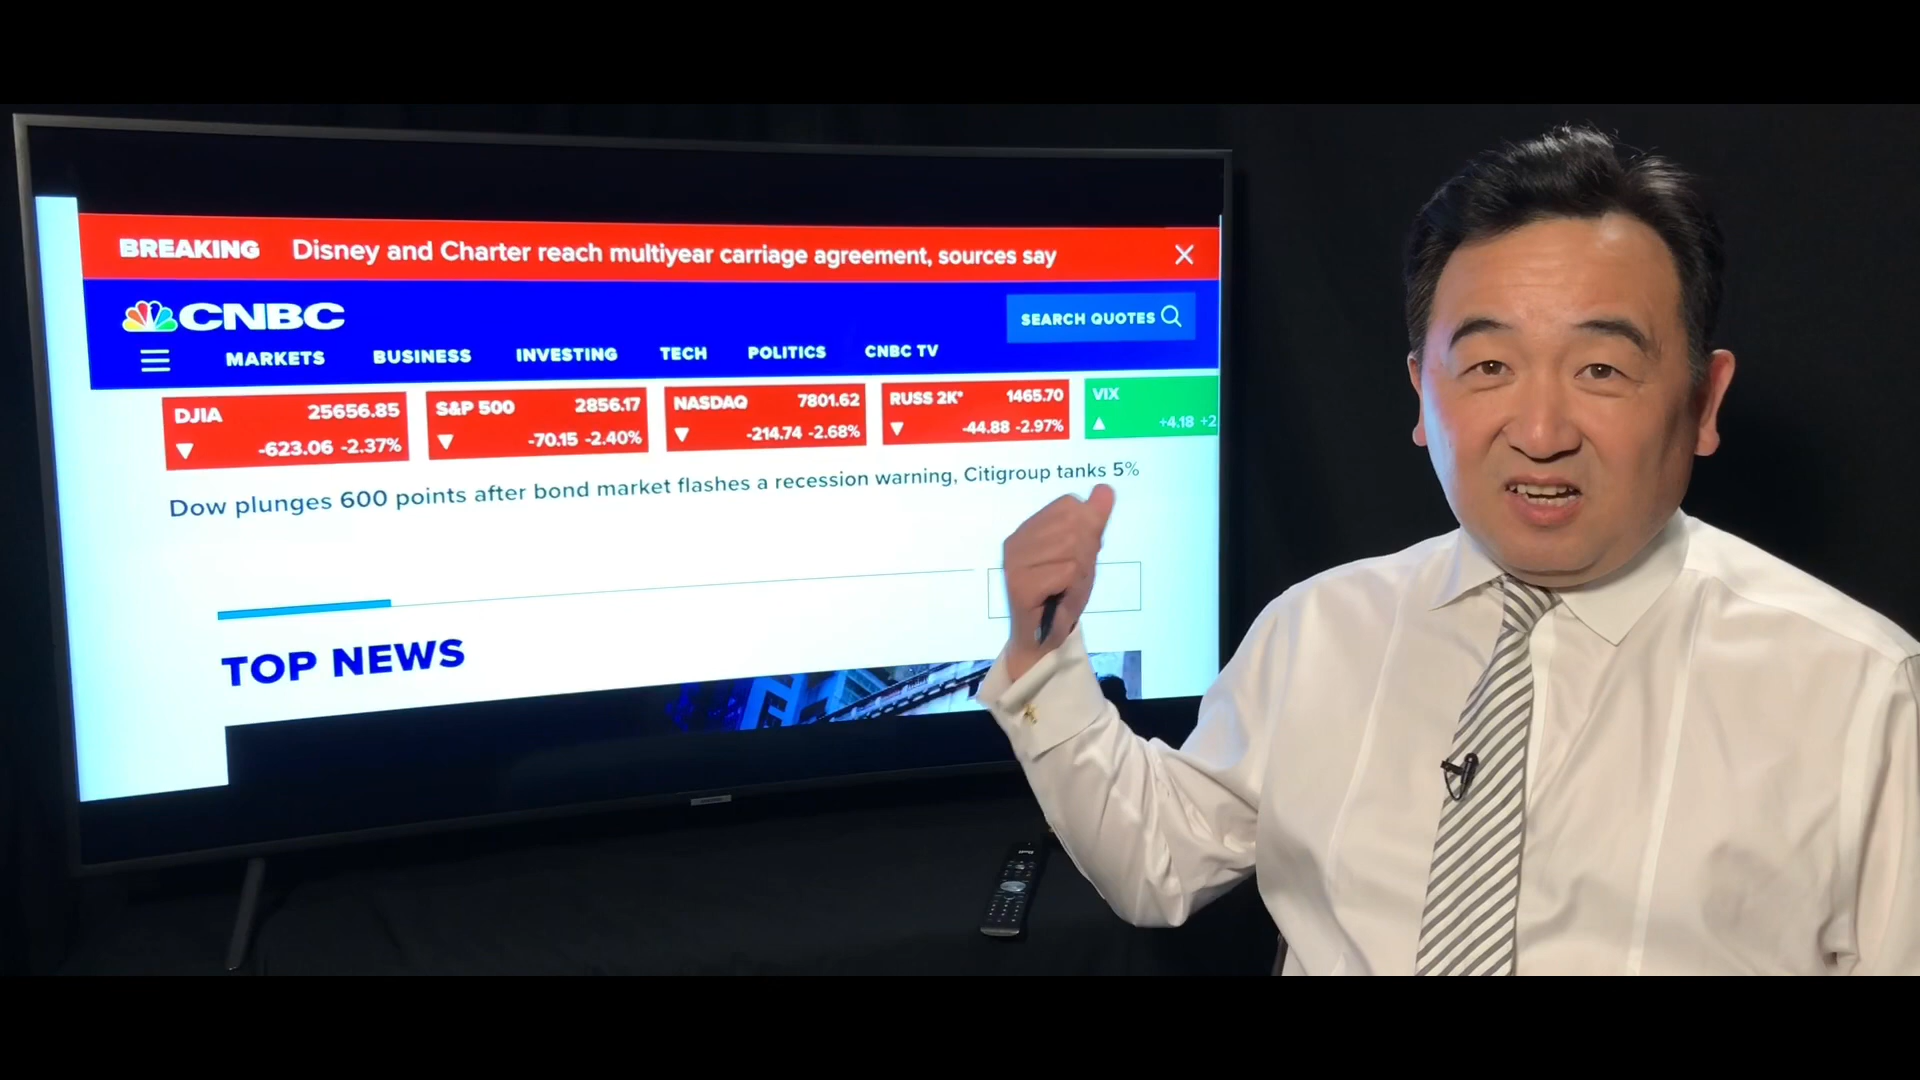 BREAKING Disney and Charter reach multiyear carriage agreement, sources say
CNBC
SEARCH QUOTES
MARKETS BUSINESS INVESTING TECH POLITICS CNBC TV
DJIA 25656.85
▼ -623.06 -2.37%
S&P 500 2856.17
▼ -70.15 -2.40%
NASDAQ 7801.62
▼ -214.74 -2.68%
RUSS 2K* 1465.70
▼ -44.88 -2.97%
VIX
▲ +4.18 +2
Dow plunges 600 points after bond market flashes a recession warning, Citigroup tanks 5%
TOP NEWS